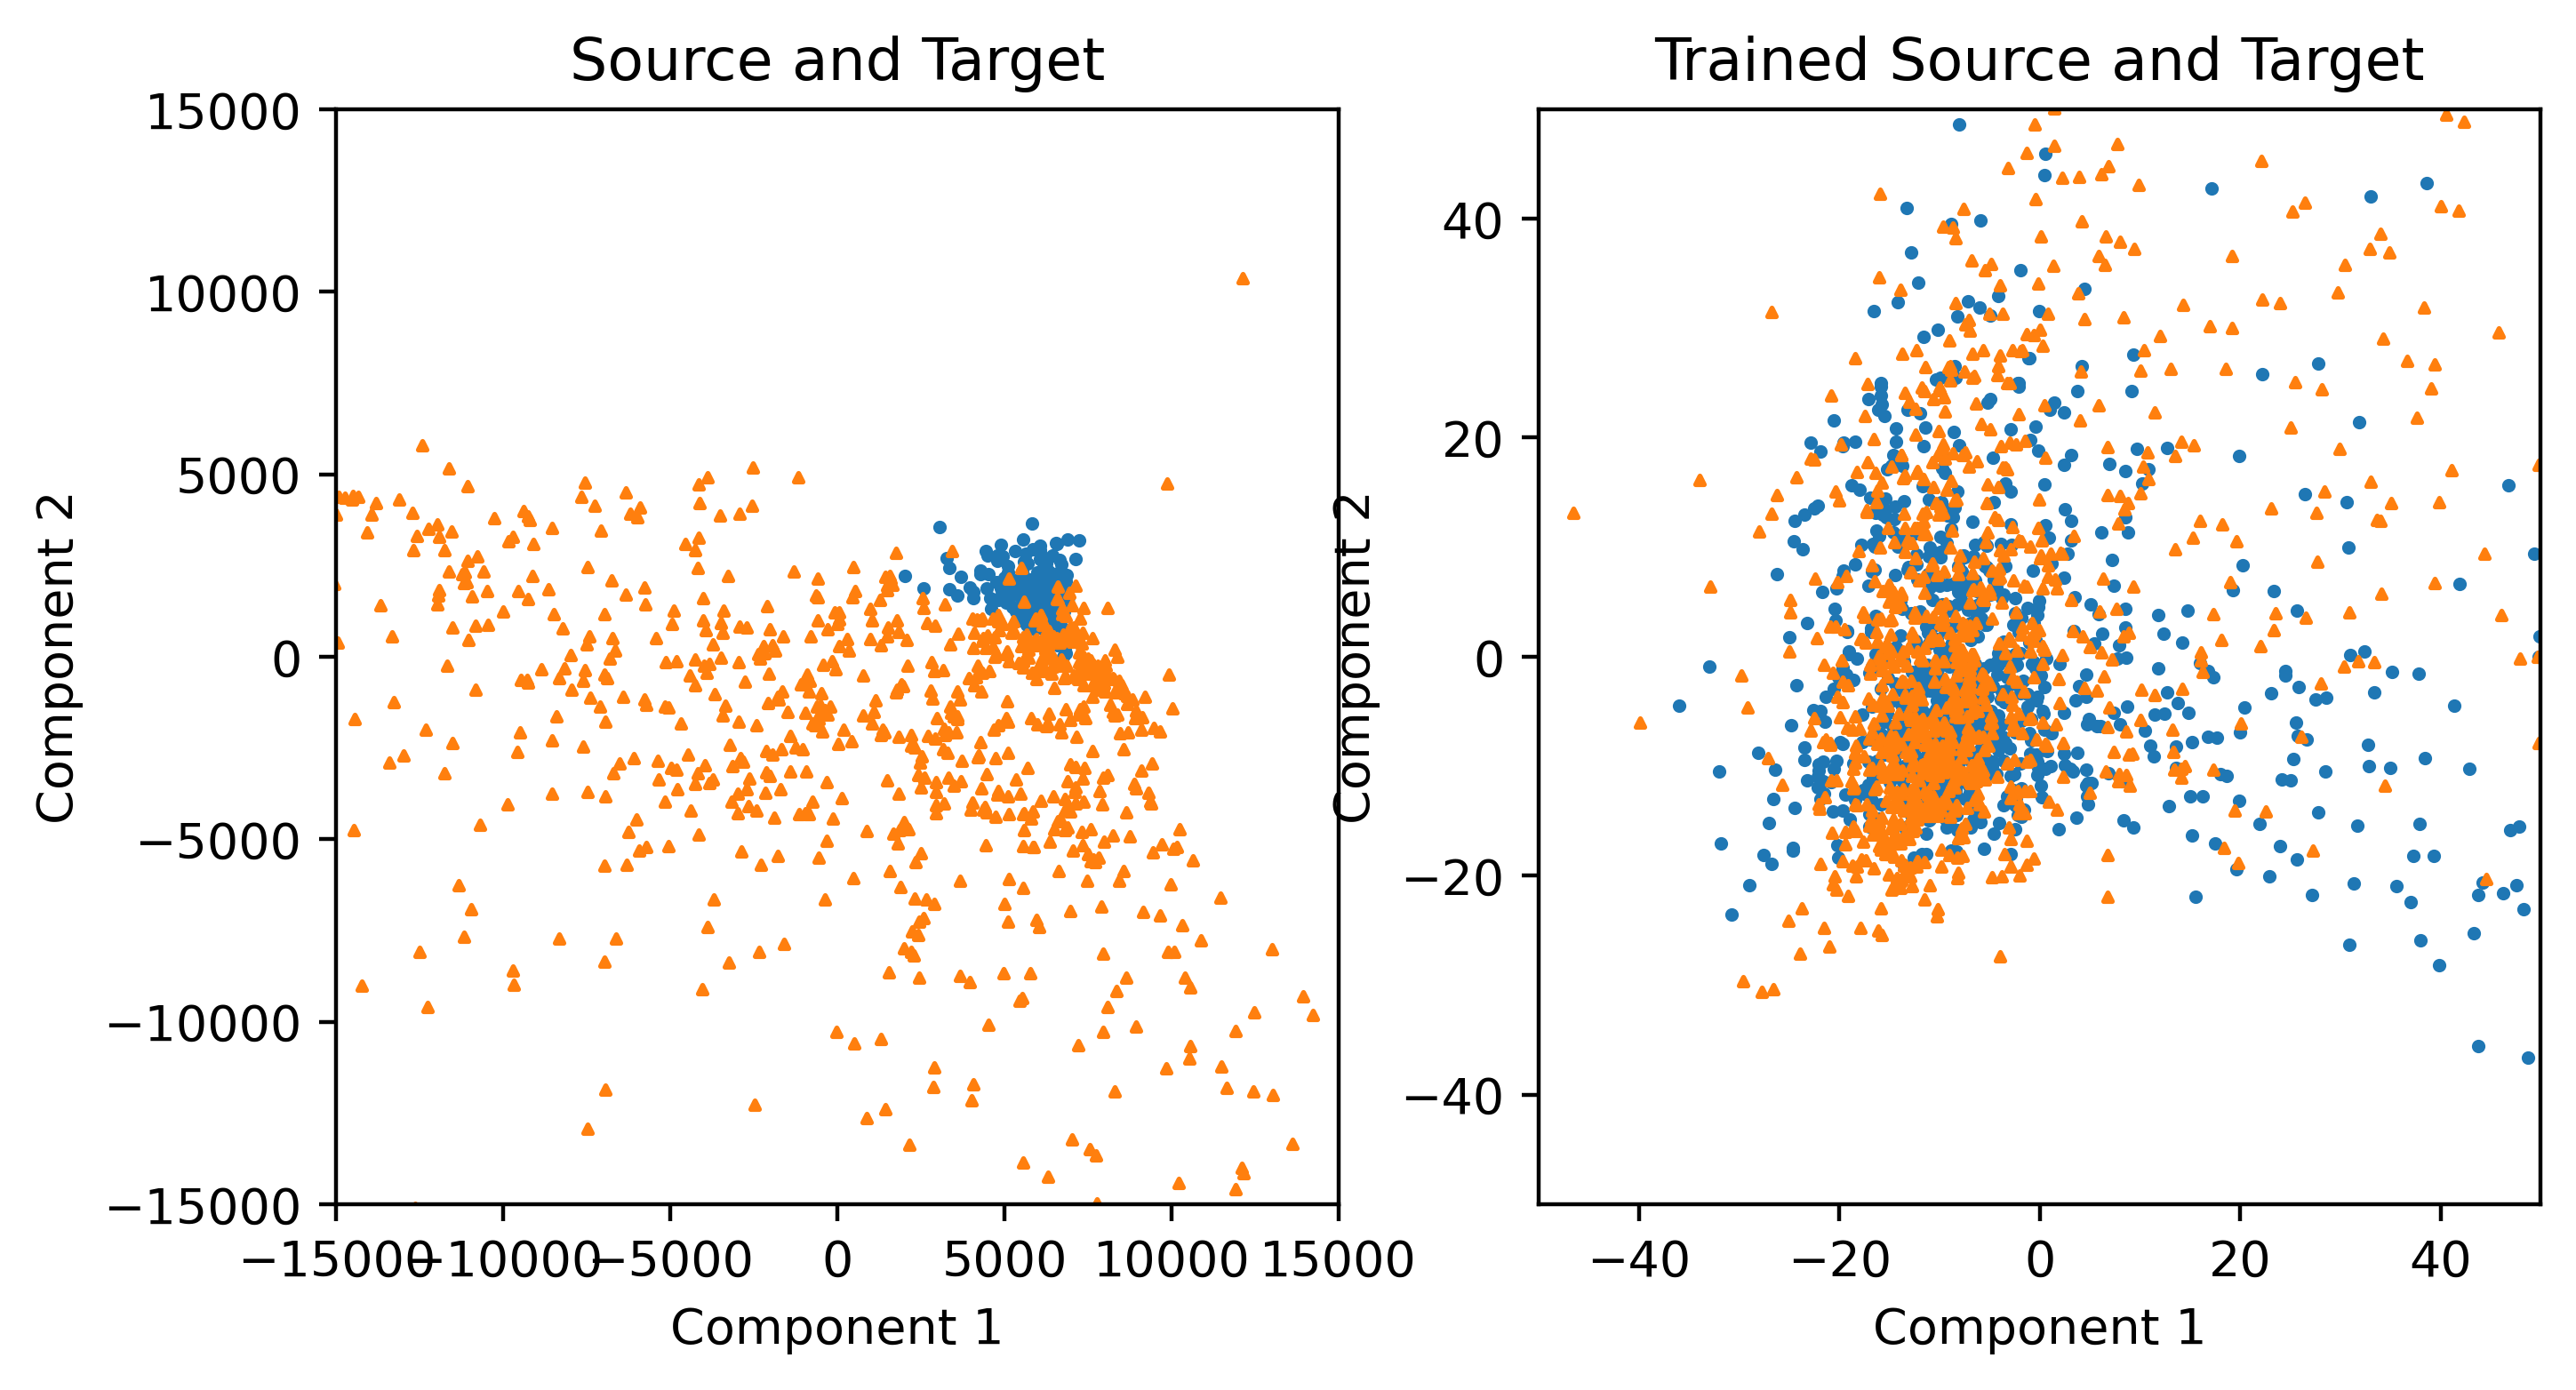 Source and Target
Trained Source and Target
15000
10000
5000
0
−5000
−10000
−15000
Component 2
−15000 −10000 −5000 0 5000 10000 15000
Component 1
40
20
0
−20
−40
Component 2
−40 −20 0 20 40
Component 1